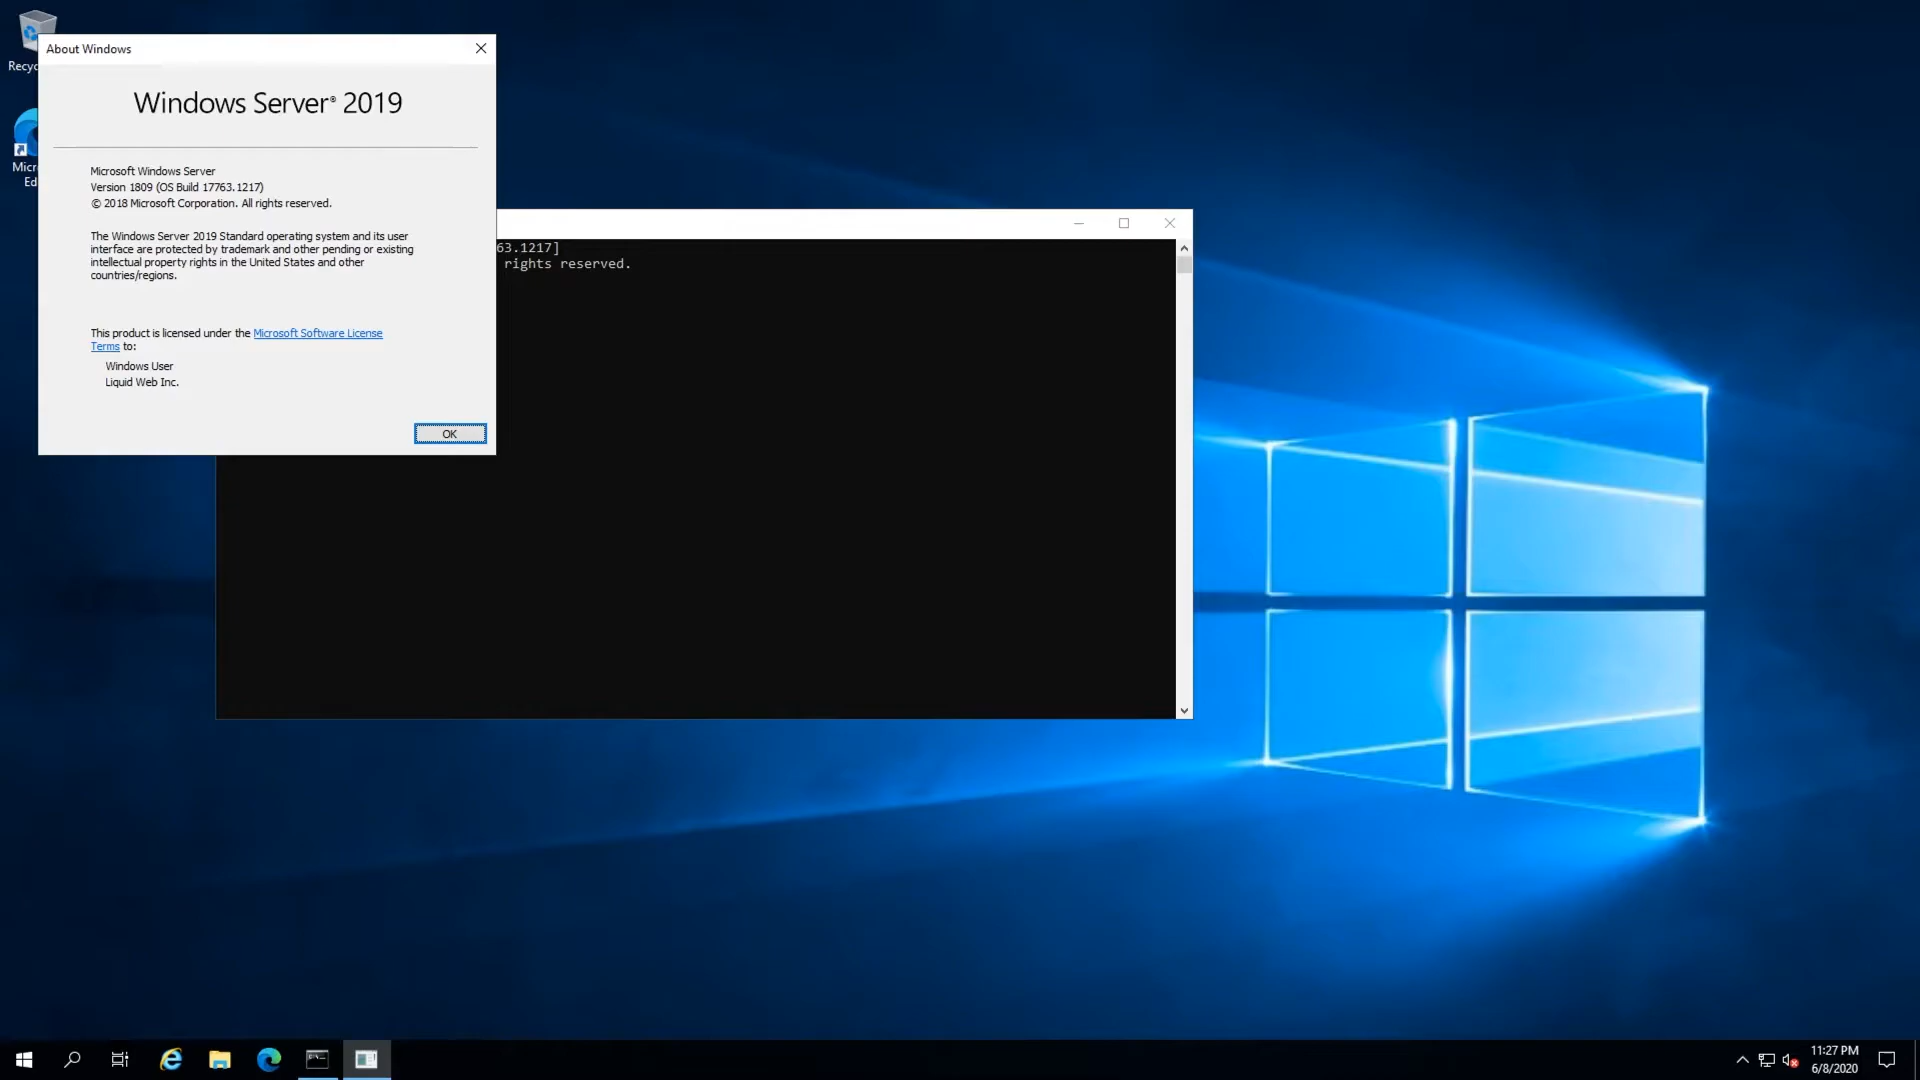 Recyc
Micr
Ed
About Windows
Windows Server® 2019
Microsoft Windows Server
Version 1809 (OS Build 17763.1217)
© 2018 Microsoft Corporation. All rights reserved.
The Windows Server 2019 Standard operating system and its user
interface are protected by trademark and other pending or existing
intellectual property rights in the United States and other
countries/regions.
This product is licensed under the Microsoft Software License
Terms to:
Windows User
Liquid Web Inc.
OK
63.1217]
rights reserved.
11:27 PM
6/8/2020